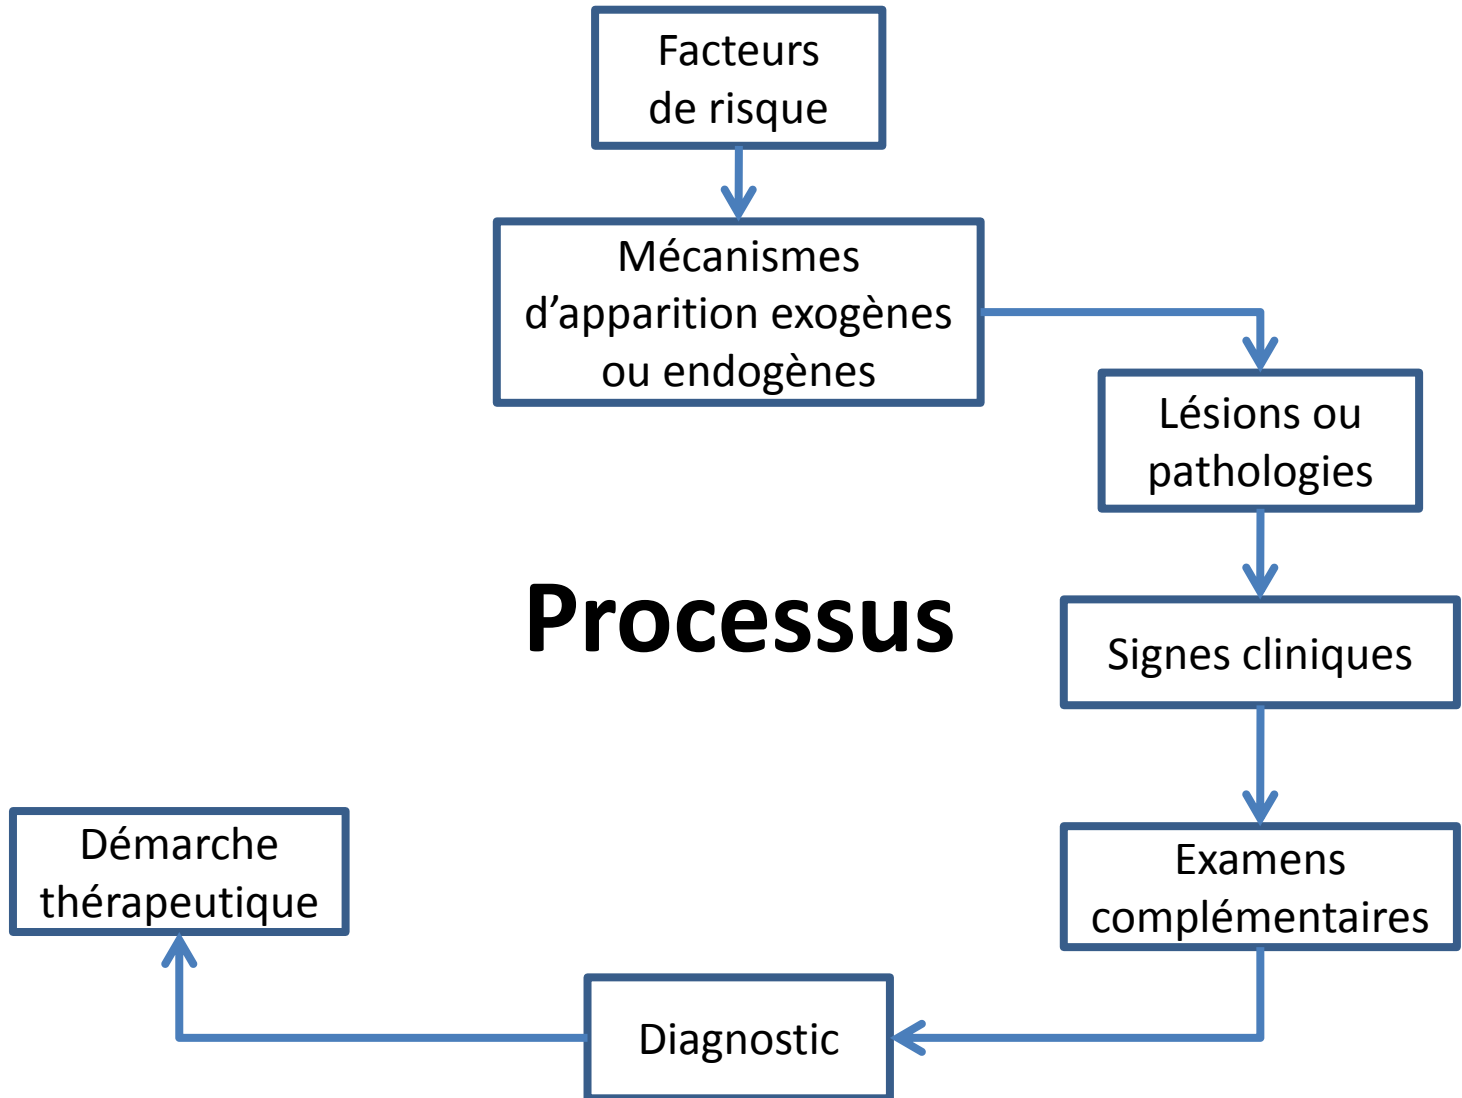 Facteurs
de risque
Mécanismes
d’apparition exogènes
ou endogènes
Lésions ou
pathologies
Processus
Signes cliniques
Examens
complémentaires
Démarche
thérapeutique
Diagnostic